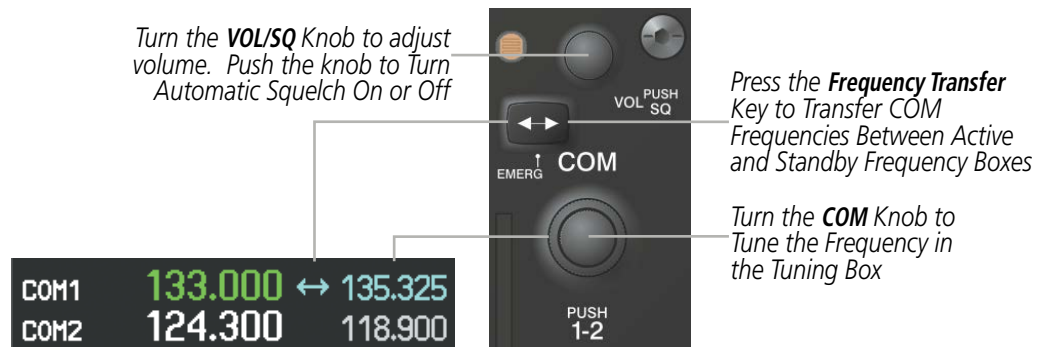 Turn the VOL/SQ Knob to adjust
volume. Push the knob to Turn
Automatic Squelch On or Off
VOL PUSH
SQ
Press the Frequency Transfer
Key to Transfer COM
Frequencies Between Active
and Standby Frequency Boxes
EMERG COM
Turn the COM Knob to
Tune the Frequency in
the Tuning Box
PUSH
1-2
COM1 133.000 ↔ 135.325
COM2 124.300 118.900